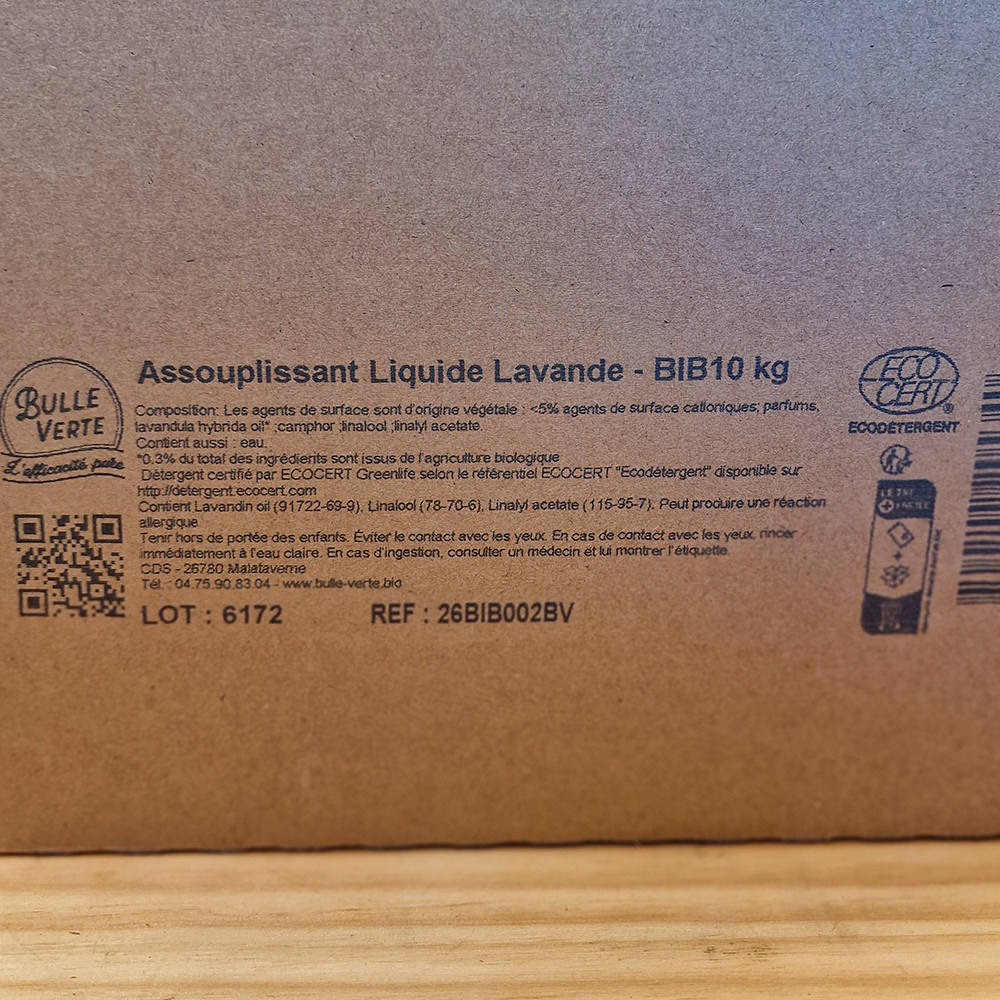 BULLE
VERTE
L'efficacité pure
Assouplissant Liquide Lavande - BIB10 kg
Composition: Les agents de surface sont d'origine végétale : <5% agents de surface cationiques; parfums,
lavandula hybrida oil* ;camphor ;linalool ;linalyl acetate.
Contient aussi : eau.
*0.3% du total des ingrédients sont issus de l'agriculture biologique
Détergent certifié par ECOCERT Greenlife selon le référentiel ECOCERT "Ecodétergent" disponible sur
http://detergent.ecocert.com
Contient Lavandin oil (91722-69-9), Linalool (78-70-6), Linalyl acetate (115-95-7). Peut produire une réaction
allergique
Tenir hors de portée des enfants. Éviter le contact avec les yeux. En cas de contact avec les yeux, rincer
immédiatement à l'eau claire. En cas d'ingestion, consulter un médecin et lui montrer l'étiquette.
CDS - 26780 Malataverne
Tél. : 04.75.90.83.04 - www.bulle-verte.bio
LOT : 6172 REF : 26BIB002BV
ECO
CERT®
ECODÉTERGENT
LE TRI
+ FACILE
+